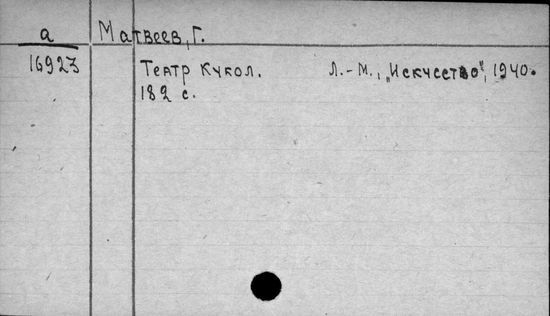 а Матвеев, Г.
16923 Театр Кукол. Л.-М., „Искусство", 1940.
182 с.